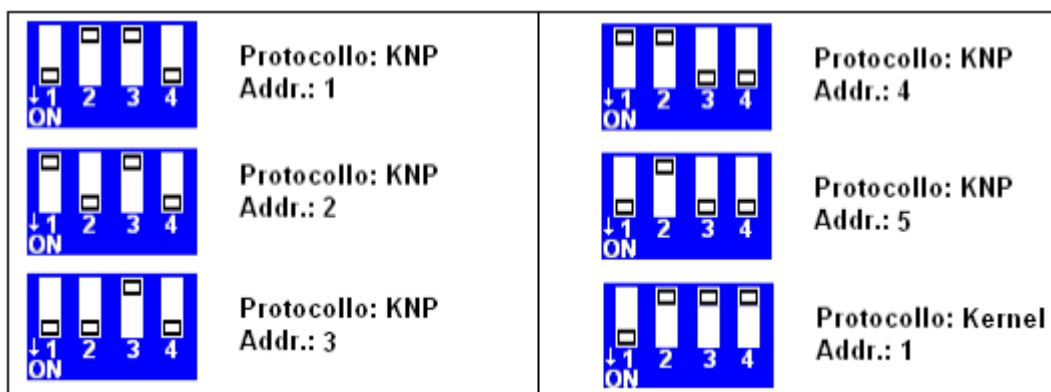 ↓1 2 3 4
ON
Protocollo: KNP
Addr.: 1
↓1 2 3 4
ON
Protocollo: KNP
Addr.: 2
↓1 2 3 4
ON
Protocollo: KNP
Addr.: 3
↓1 2 3 4
ON
Protocollo: KNP
Addr.: 4
↓1 2 3 4
ON
Protocollo: KNP
Addr.: 5
↓1 2 3 4
ON
Protocollo: Kernel
Addr.: 1